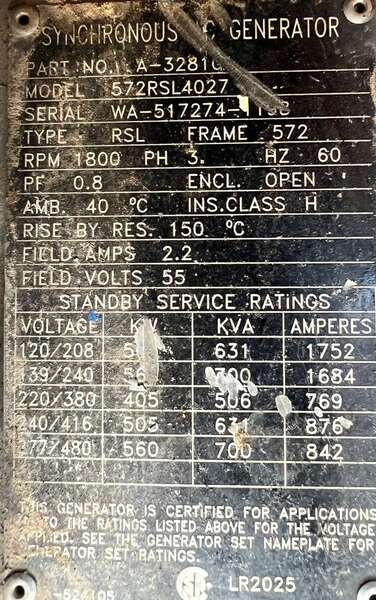 SYNCHRONOUS GENERATOR
PART NO. A-3281
MODEL 572RSL4027
SERIAL WA-517274-
TYPE RSL FRAME 572
RPM 1800 PH 3. HZ 60
PF 0.8 ENCL. OPEN
AMB. 40 °C INS.CLASS H
RISE BY RES. 150 °C
FIELD AMPS 2.2
FIELD VOLTS 55
STANDBY SERVICE RATINGS
VOLTAGE KW KVA AMPERES
120/208 631 1752
139/240 700 1684
220/380 405 506 769
240/416 505 631 876
277/480 560 700 842
THIS GENERATOR IS CERTIFIED FOR APPLICATIONS
UP TO THE RATINGS LISTED ABOVE FOR THE VOLTAGE
APPLIED. SEE THE GENERATOR SET NAMEPLATE FOR
GENERATOR SET RATINGS.
LR2025